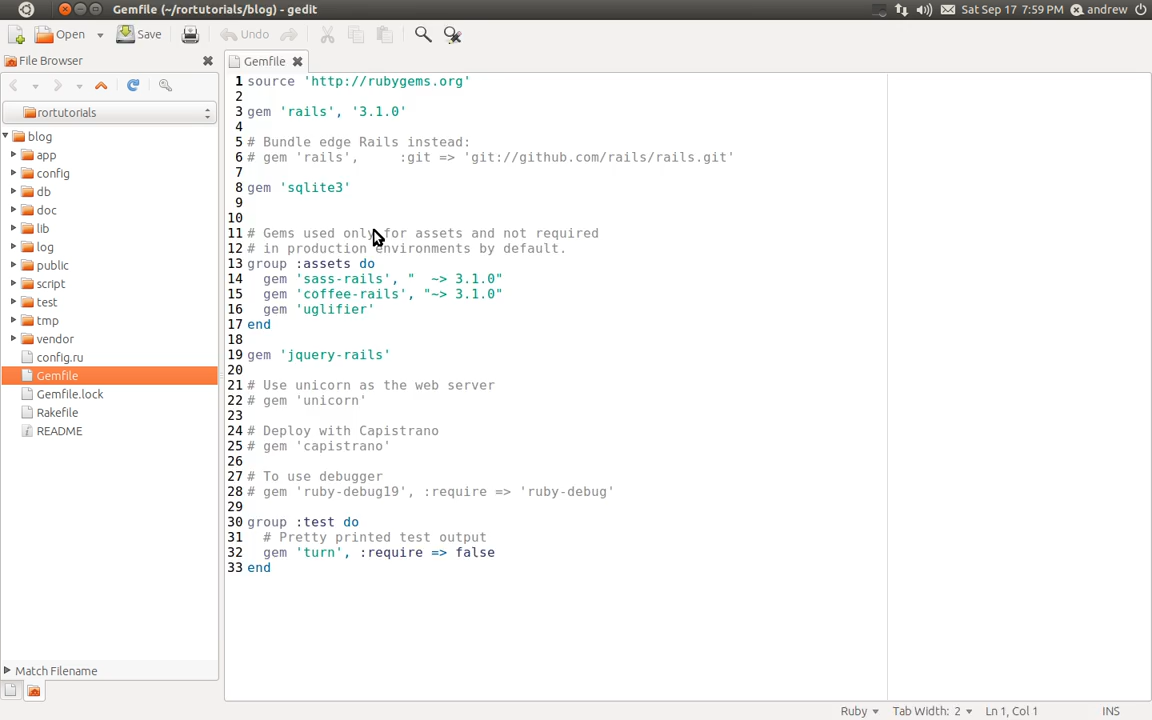 Gemfile (~/rortutorials/blog) - gedit
Sat Sep 17 7:59 PM
andrew
Open
Save
Undo
File Browser
Gemfile
rortutorials
blog
app
config
db
doc
lib
log
public
script
test
tmp
vendor
config.ru
Gemfile
Gemfile.lock
Rakefile
README
Match Filename
1 source 'http://rubygems.org'
2
3 gem 'rails', '3.1.0'
4
5 # Bundle edge Rails instead:
6 # gem 'rails',     :git => 'git://github.com/rails/rails.git'
7
8 gem 'sqlite3'
9
10
11 # Gems used only for assets and not required
12 # in production environments by default.
13 group :assets do
14   gem 'sass-rails', "  ~> 3.1.0"
15   gem 'coffee-rails', "~> 3.1.0"
16   gem 'uglifier'
17 end
18
19 gem 'jquery-rails'
20
21 # Use unicorn as the web server
22 # gem 'unicorn'
23
24 # Deploy with Capistrano
25 # gem 'capistrano'
26
27 # To use debugger
28 # gem 'ruby-debug19', :require => 'ruby-debug'
29
30 group :test do
31   # Pretty printed test output
32   gem 'turn', :require => false
33 end
Ruby
Tab Width: 2
Ln 1, Col 1
INS